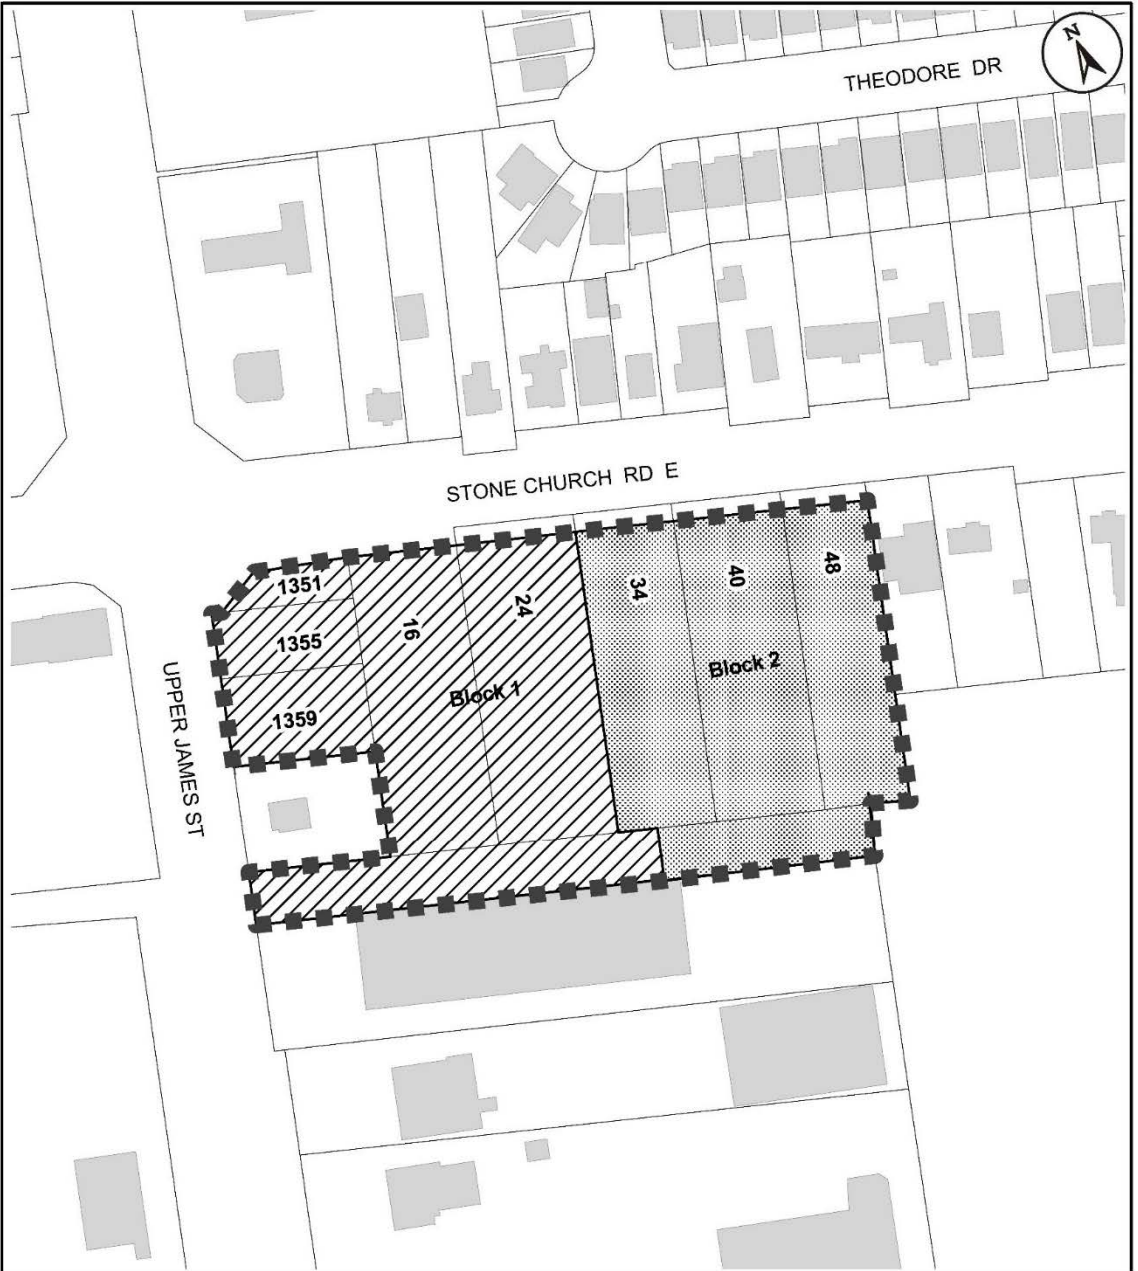 N
THEODORE DR
STONE CHURCH RD E
1351
1355
1359
16
24
34
40
48
Block 1
Block 2
UPPER JAMES ST